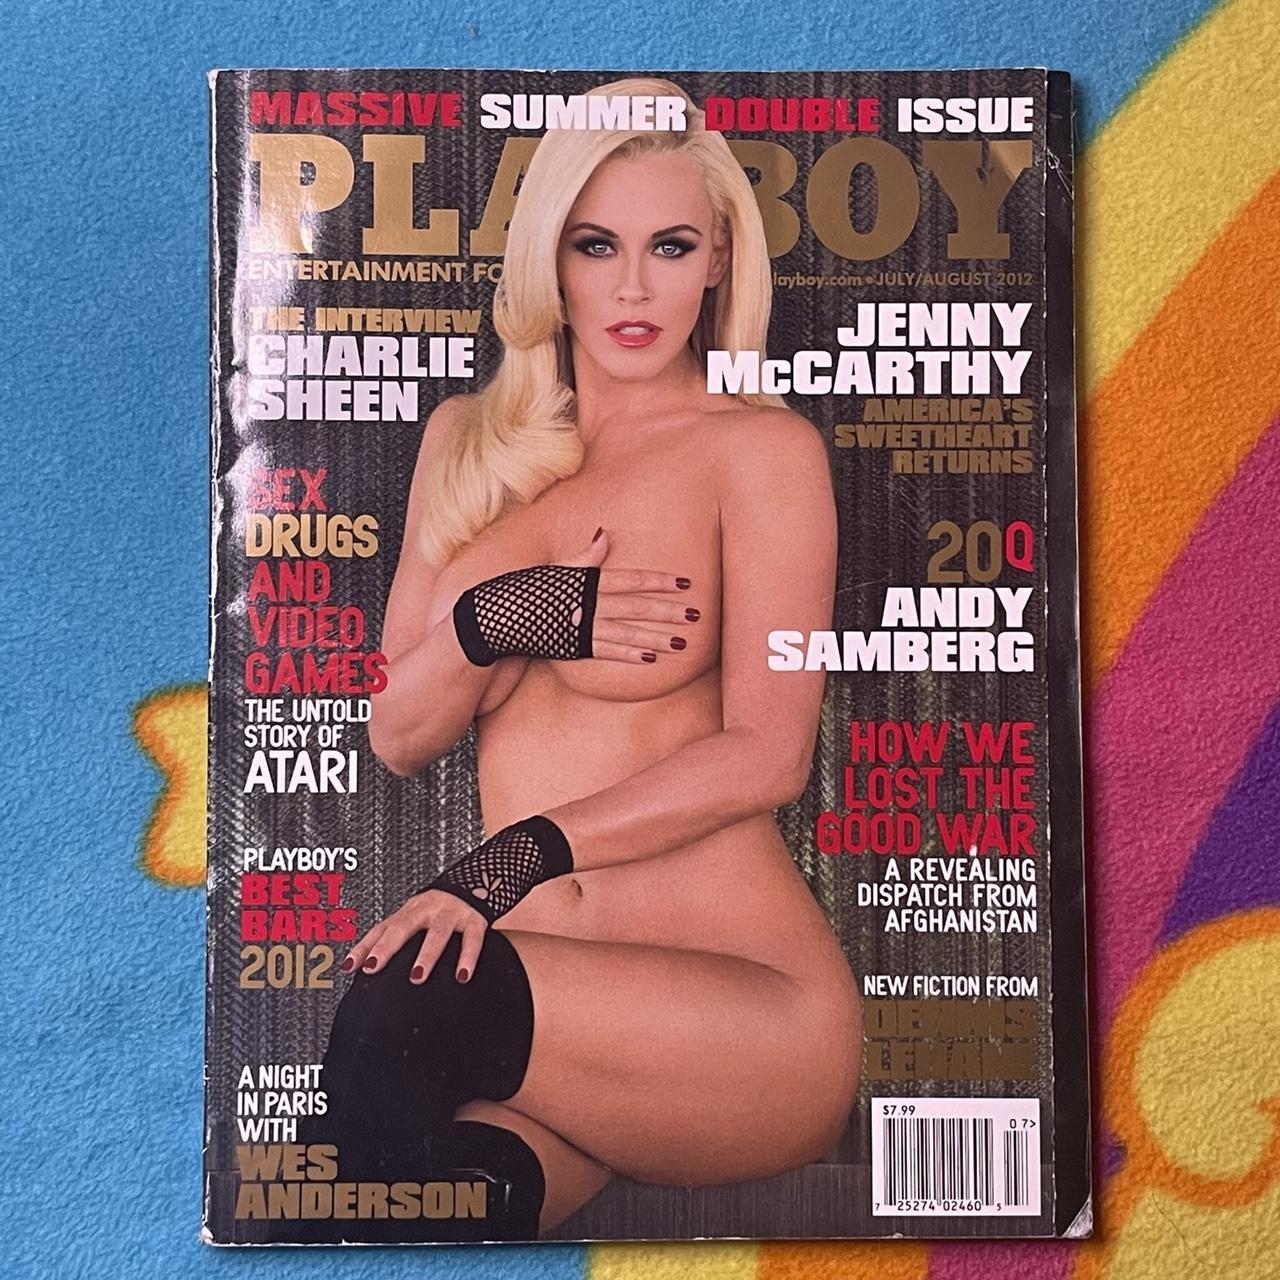 MASSIVE SUMMER DOUBLE ISSUE
PLAYBOY
ENTERTAINMENT FO
layboy.com • JULY/AUGUST 2012
THE INTERVIEW
CHARLIE
SHEEN
SEX
DRUGS
AND
VIDEO
GAMES
THE UNTOLD
STORY OF
ATARI
PLAYBOY'S
BEST
BARS
2012
A NIGHT
IN PARIS
WITH
WES
ANDERSON
JENNY
McCARTHY
AMERICA'S
SWEETHEART
RETURNS
20Q
ANDY
SAMBERG
HOW WE
LOST THE
GOOD WAR
A REVEALING
DISPATCH FROM
AFGHANISTAN
NEW FICTION FROM
DENNIS
LEHANE
$7.99
07>
7 25274 02460 5